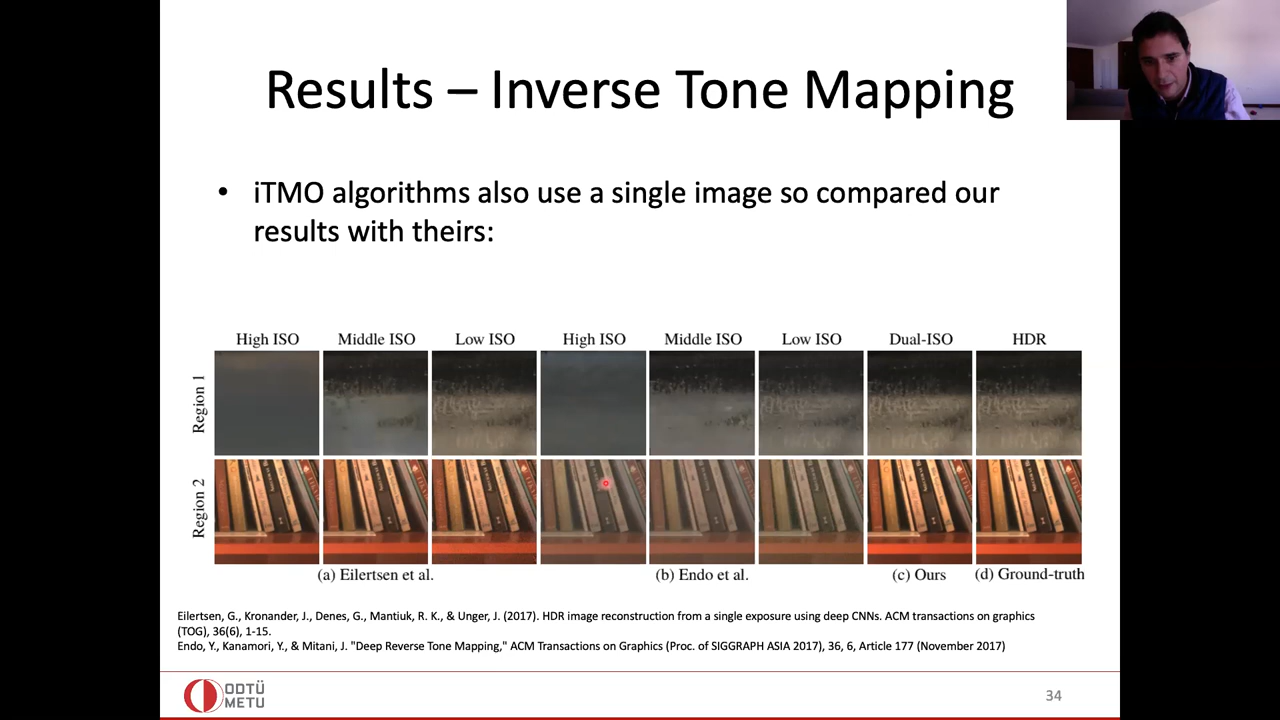 Results – Inverse Tone Mapping
• iTMO algorithms also use a single image so compared our
results with theirs:
High ISO Middle ISO Low ISO High ISO Middle ISO Low ISO Dual-ISO HDR
Region 1
Region 2
(a) Eilertsen et al. (b) Endo et al. (c) Ours (d) Ground-truth
Eilertsen, G., Kronander, J., Denes, G., Mantiuk, R. K., & Unger, J. (2017). HDR image reconstruction from a single exposure using deep CNNs. ACM transactions on graphics
(TOG), 36(6), 1-15.
Endo, Y., Kanamori, Y., & Mitani, J. "Deep Reverse Tone Mapping," ACM Transactions on Graphics (Proc. of SIGGRAPH ASIA 2017), 36, 6, Article 177 (November 2017)
ODTÜ
METU
34